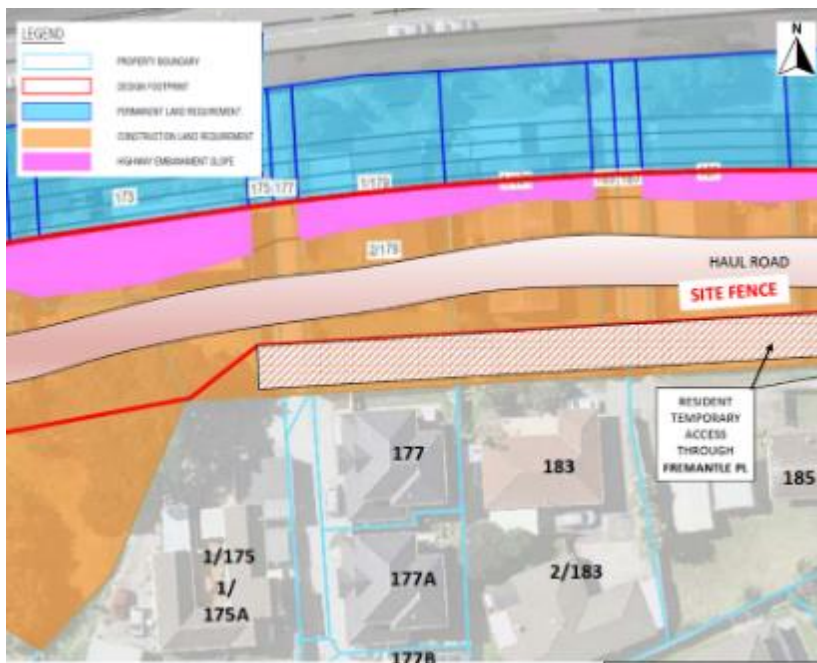 LEGEND
PROPERTY BOUNDARY
DESIGN FOOTPRINT
PERMANENT LAND REQUIREMENT
CONSTRUCTION LAND REQUIREMENT
HIGHWAY EMBANKMENT SLOPE
N
173
175
177
1/179
2/179
HAUL ROAD
SITE FENCE
RESIDENT
TEMPORARY
ACCESS
THROUGH
FREMANTLE PL
177
183
185
1/175
1/
175A
177A
2/183
177B